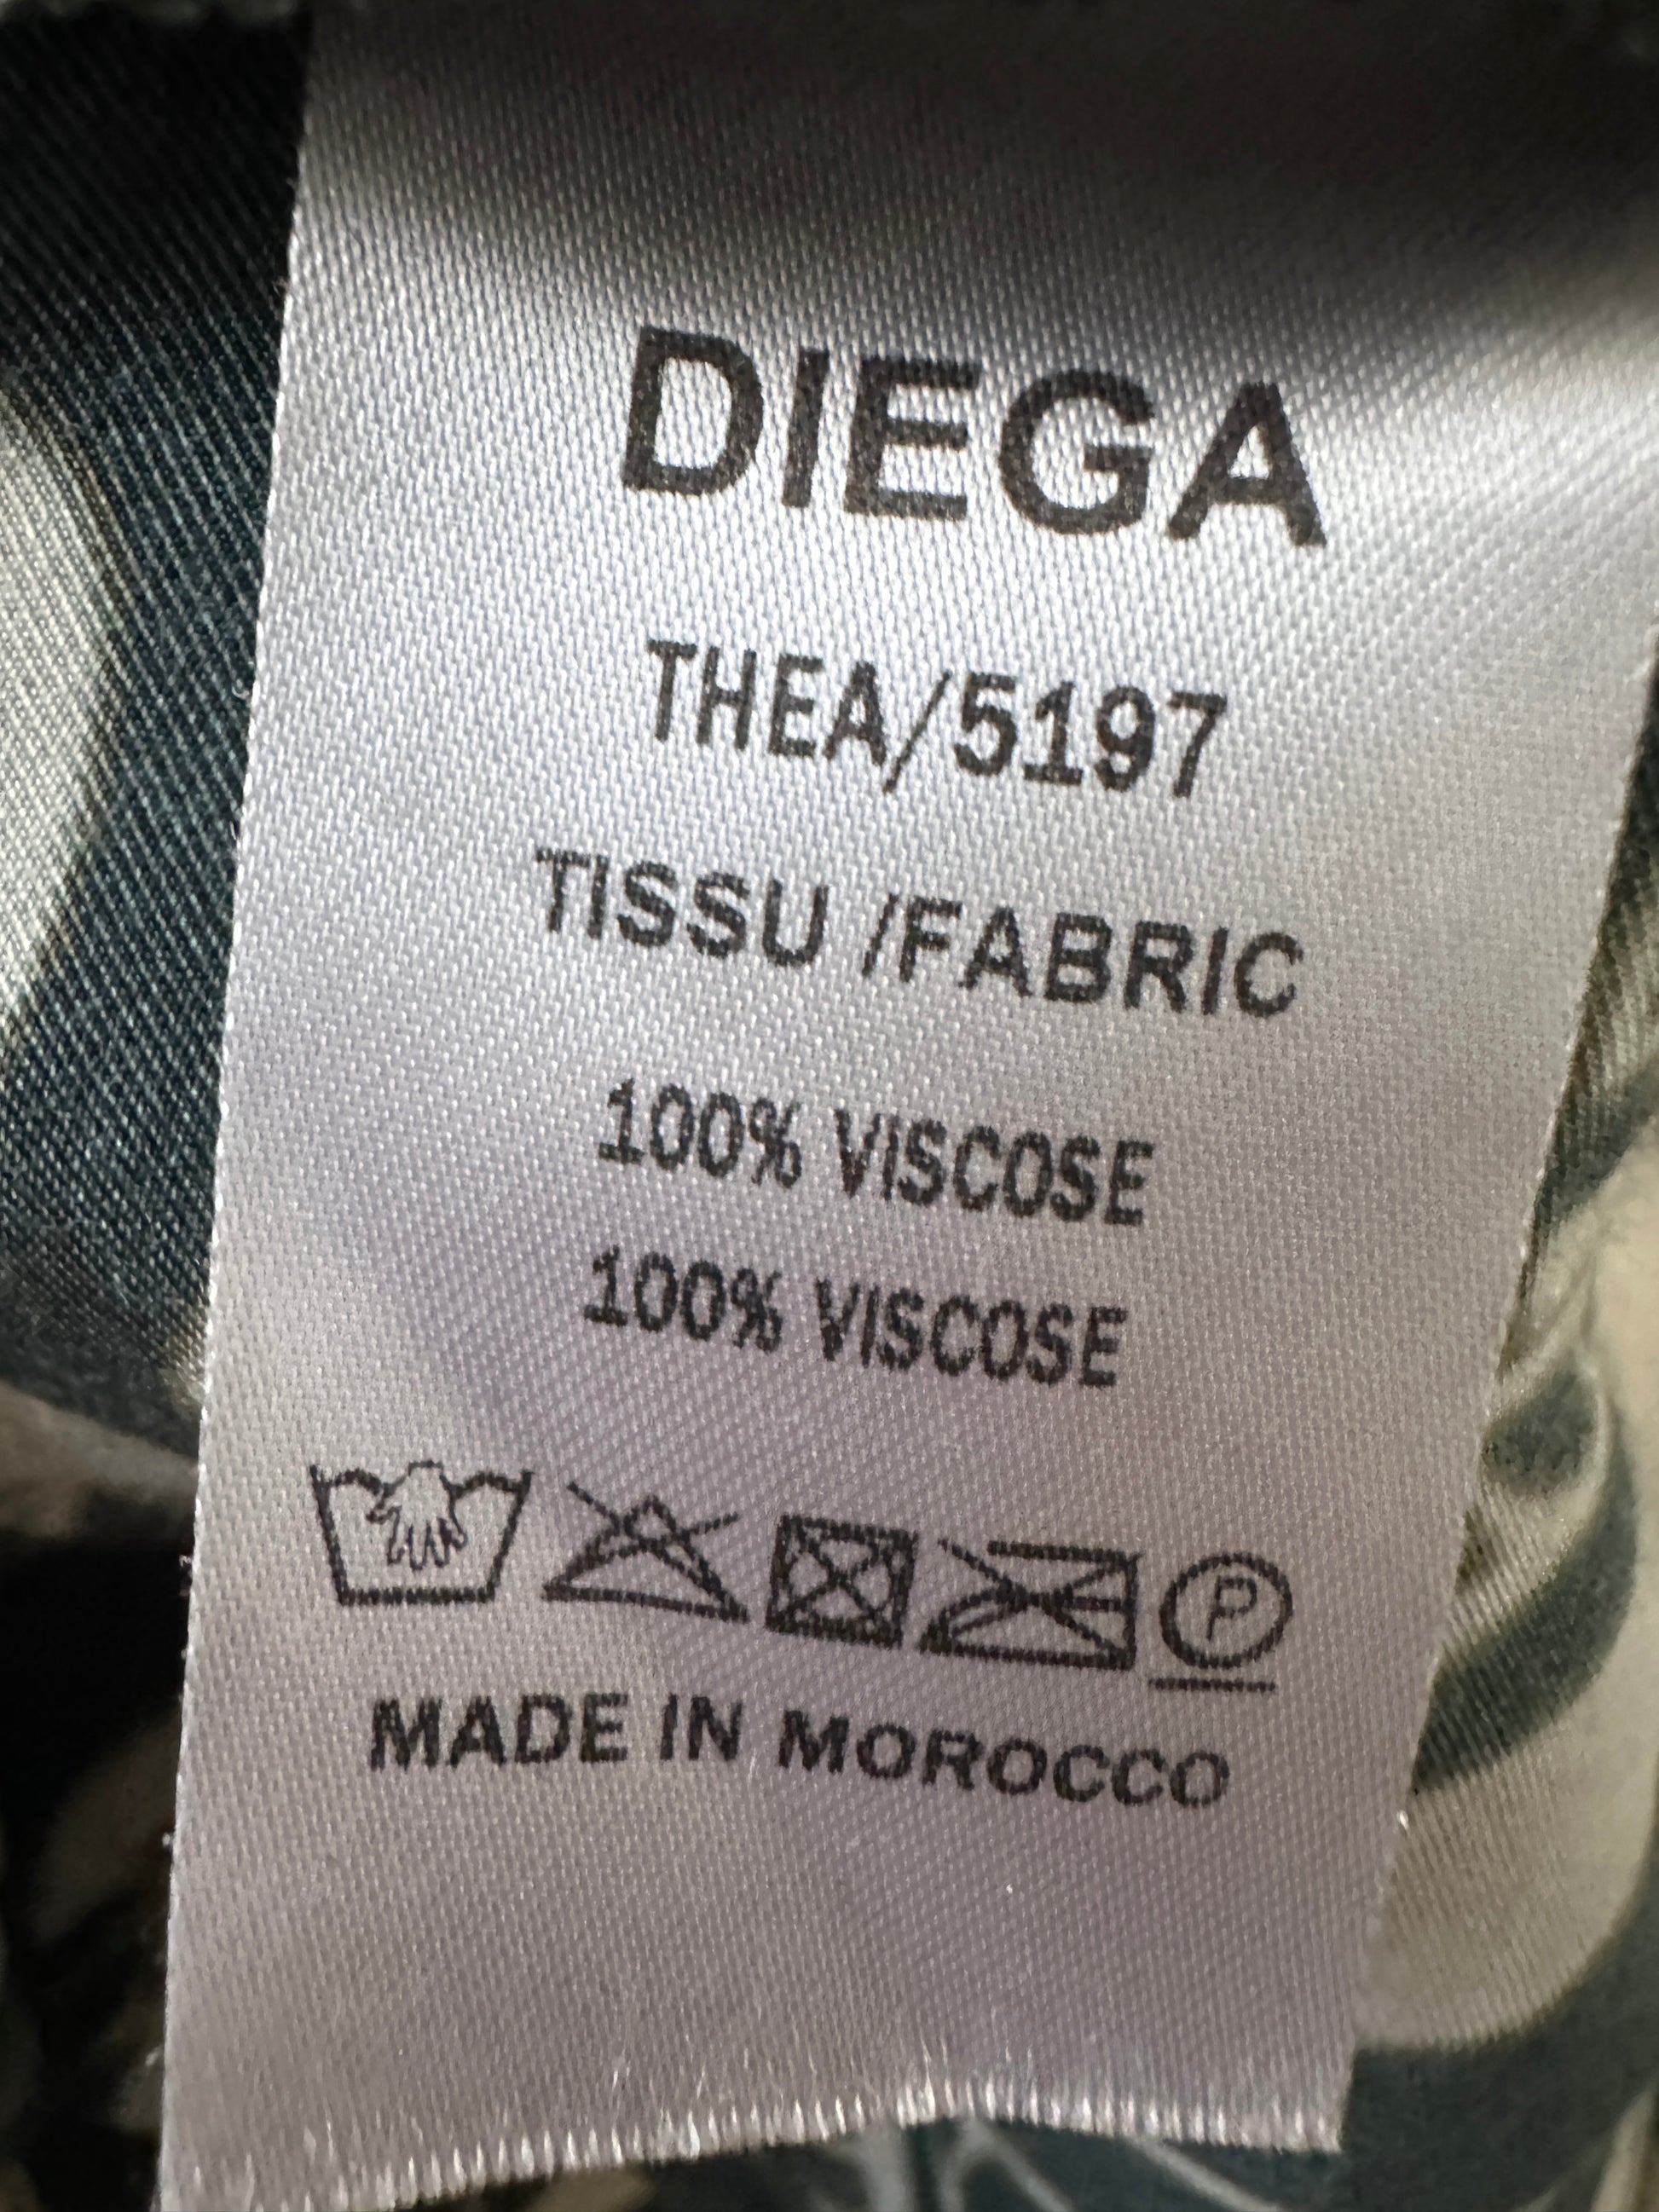 DIEGA
THEA/5197
TISSU /FABRIC
100% VISCOSE
100% VISCOSE
P
MADE IN MOROCCO